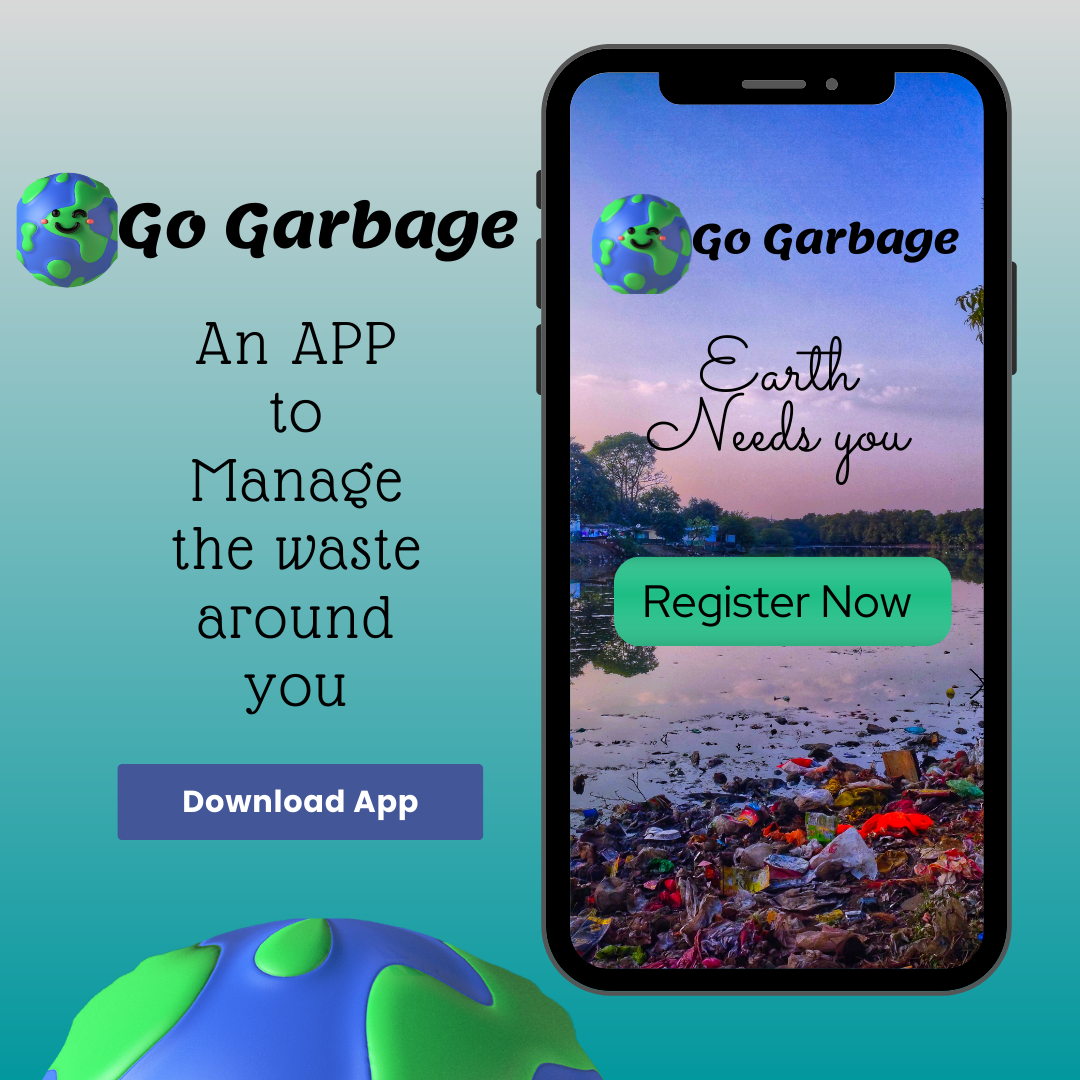 Go Garbage
An APP
to
Manage
the waste
around
you
Download App
Go Garbage
Earth
Needs you
Register Now